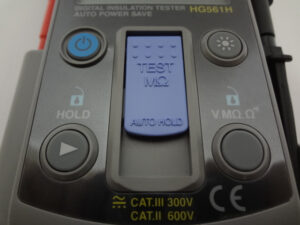 DIGITAL INSULATION TESTER HG561H
AUTO POWER SAVE
TEST
MΩ
HOLD
V MΩ Ω
AUTO HOLD
CAT.III 300V
CAT.II 600V
CE